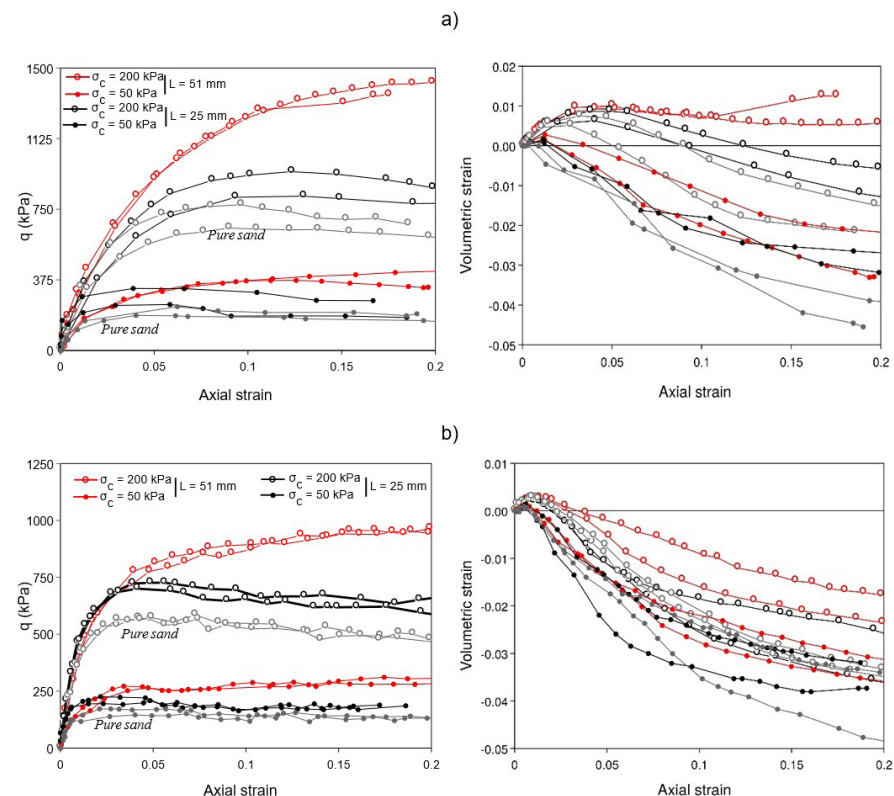 a)
1500
1125
750
375
0
q (kPa)
σc = 200 kPa
σc = 50 kPa
L = 51 mm
σc = 200 kPa
σc = 50 kPa
L = 25 mm
Pure sand
Pure sand
0 0.05 0.1 0.15 0.2
Axial strain
0.02
0.01
0.00
-0.01
-0.02
-0.03
-0.04
-0.05
Volumetric strain
0 0.05 0.1 0.15 0.2
Axial strain
b)
1250
1000
750
500
250
0
q (kPa)
σc = 200 kPa
σc = 50 kPa
L = 51 mm
σc = 200 kPa
σc = 50 kPa
L = 25 mm
Pure sand
Pure sand
0 0.05 0.1 0.15 0.2
Axial strain
0.01
0.00
-0.01
-0.02
-0.03
-0.04
-0.05
Volumetric strain
0 0.05 0.1 0.15 0.2
Axial strain